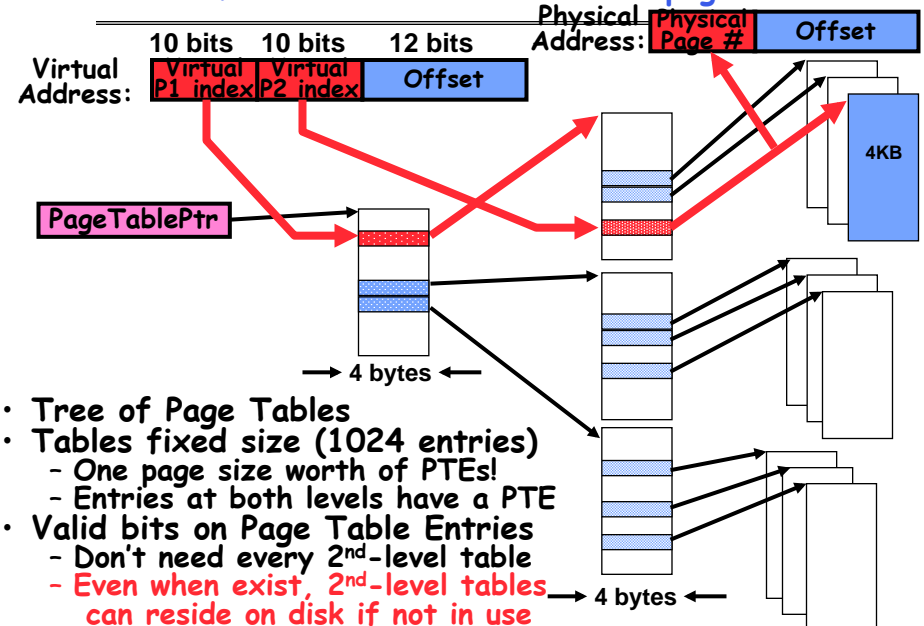 Physical
Address:
Physical
Page #
Offset
10 bits 10 bits 12 bits
Virtual
Address:
Virtual
P1 index
Virtual
P2 index
Offset
4KB
PageTablePtr
4 bytes
• Tree of Page Tables
• Tables fixed size (1024 entries)
– One page size worth of PTEs!
– Entries at both levels have a PTE
• Valid bits on Page Table Entries
– Don't need every 2nd-level table
– Even when exist, 2nd-level tables
can reside on disk if not in use
4 bytes